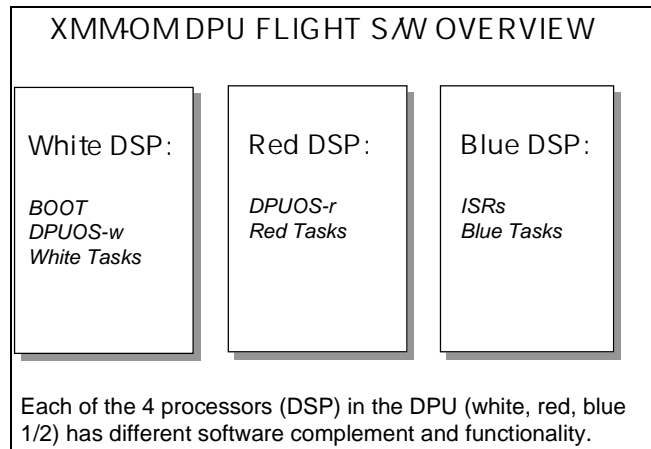 XMM-OM DPU FLIGHT S/W OVERVIEW
White DSP:
BOOT
DPUOS-w
White Tasks
Red DSP:
DPUOS-r
Red Tasks
Blue DSP:
ISRs
Blue Tasks
Each of the 4 processors (DSP) in the DPU (white, red, blue
1/2) has different software complement and functionality.